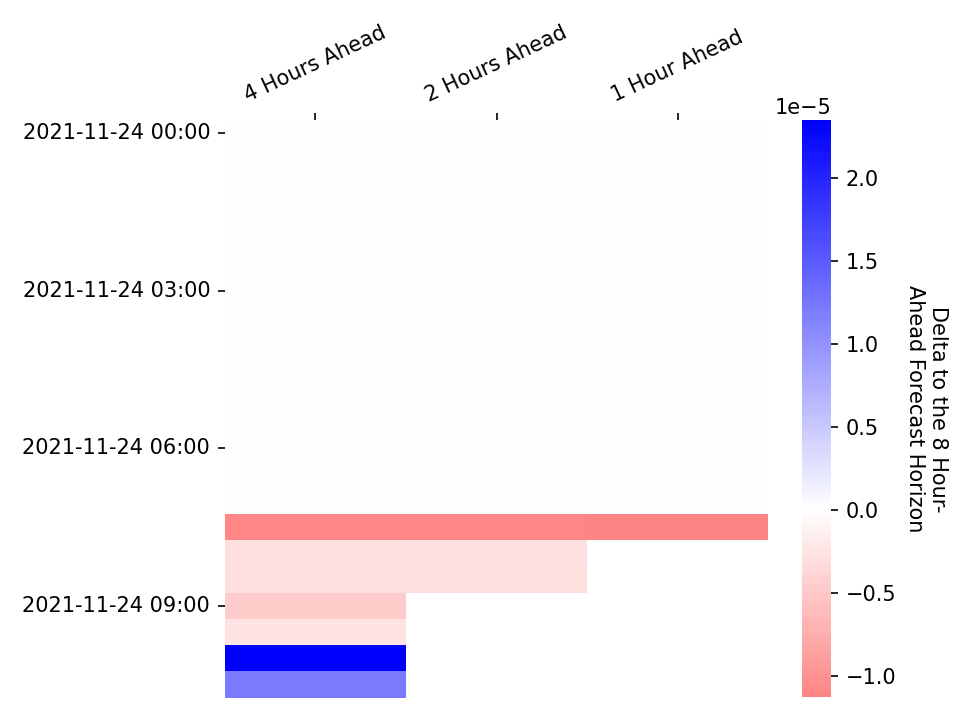 4 Hours Ahead
2 Hours Ahead
1 Hour Ahead
1e−5
2021-11-24 00:00
2021-11-24 03:00
2021-11-24 06:00
2021-11-24 09:00
2.0
1.5
1.0
0.5
0.0
−0.5
−1.0
Delta to the 8 Hour-
Ahead Forecast Horizon